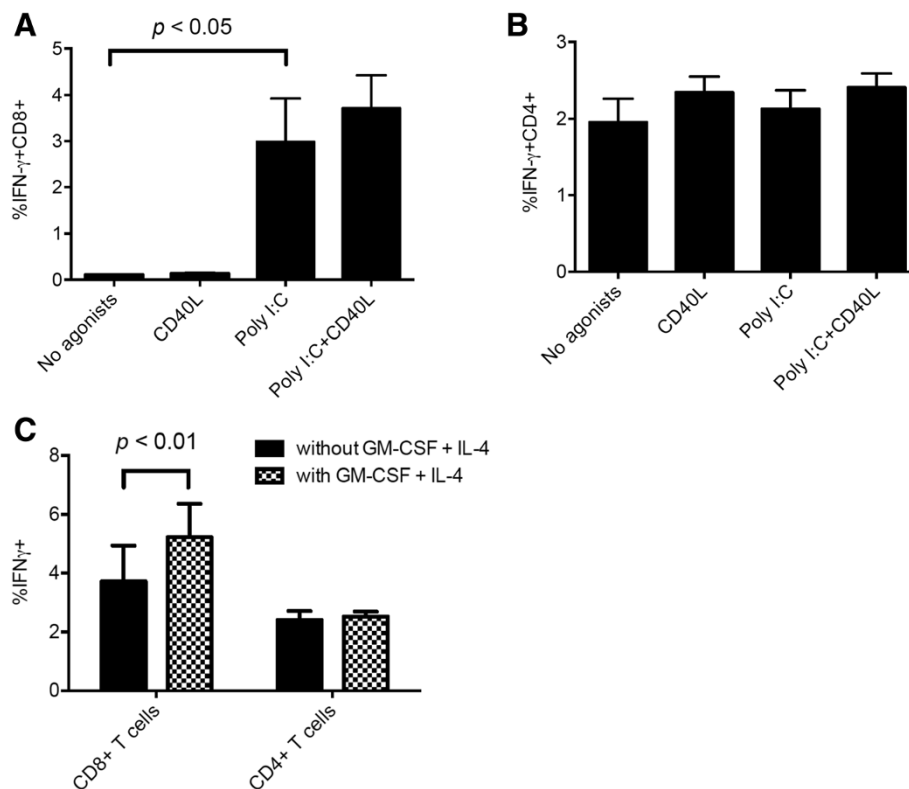 A
p < 0.05
%IFN-γ+CD8+
5
4
3
2
1
0
No agonists
CD40L
Poly I:C
Poly I:C+CD40L
B
%IFN-γ+CD4+
3
2
1
0
No agonists
CD40L
Poly I:C
Poly I:C+CD40L
C
p < 0.01
without GM-CSF + IL-4
with GM-CSF + IL-4
%IFNγ+
8
6
4
2
0
CD8+ T cells
CD4+ T cells